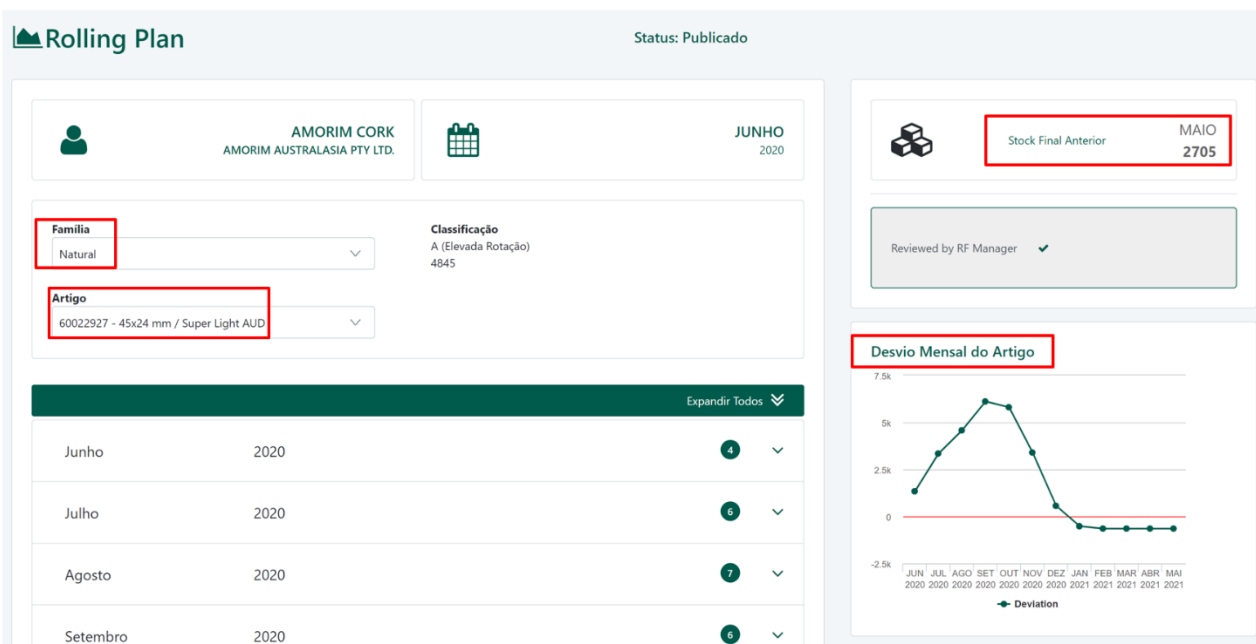 Rolling Plan
Status: Publicado
AMORIM CORK
AMORIM AUSTRALASIA PTY LTD.
JUNHO
2020
Stock Final Anterior
MAIO
2705
Família
Natural
Classificação
A (Elevada Rotação)
4845
Artigo
60022927 - 45x24 mm / Super Light AUD
Reviewed by RF Manager
Expandir Todos
Junho 2020 4
Julho 2020 6
Agosto 2020 7
Setembro 2020 6
Desvio Mensal do Artigo
7.5k
5k
2.5k
0
-2.5k
JUN JUL AGO SET OUT NOV DEZ JAN FEB MAR ABR MAI
2020 2020 2020 2020 2020 2020 2020 2021 2021 2021 2021 2021
Deviation